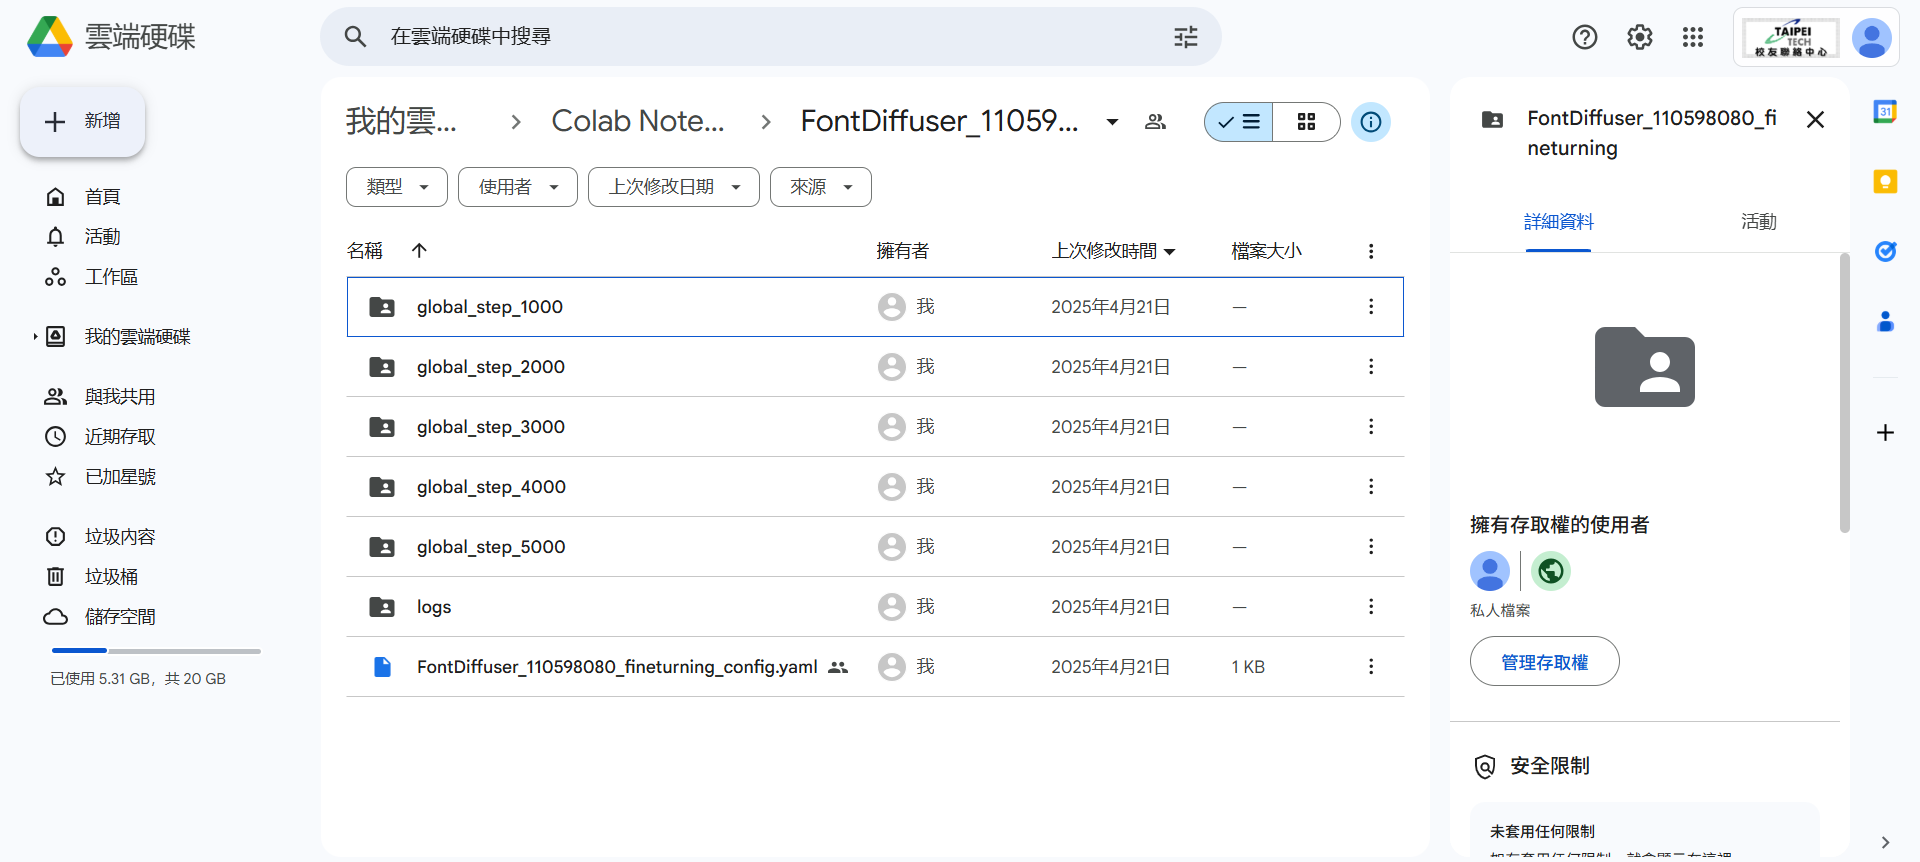 雲端硬碟
在雲端硬碟中搜尋
TAIPEI
TECH
校友聯絡中心
新增
首頁
活動
工作區
我的雲端硬碟
與我共用
近期存取
已加星號
垃圾內容
垃圾桶
儲存空間
已使用 5.31 GB，共 20 GB
我的雲... > Colab Note... > FontDiffuser_11059...
類型 使用者 上次修改日期 來源
名稱 擁有者 上次修改時間 檔案大小
global_step_1000 我 2025年4月21日 —
global_step_2000 我 2025年4月21日 —
global_step_3000 我 2025年4月21日 —
global_step_4000 我 2025年4月21日 —
global_step_5000 我 2025年4月21日 —
logs 我 2025年4月21日 —
FontDiffuser_110598080_fineturning_config.yaml 我 2025年4月21日 1 KB
FontDiffuser_110598080_fi
neturning
詳細資料 活動
擁有存取權的使用者
私人檔案
管理存取權
安全限制
未套用任何限制
31